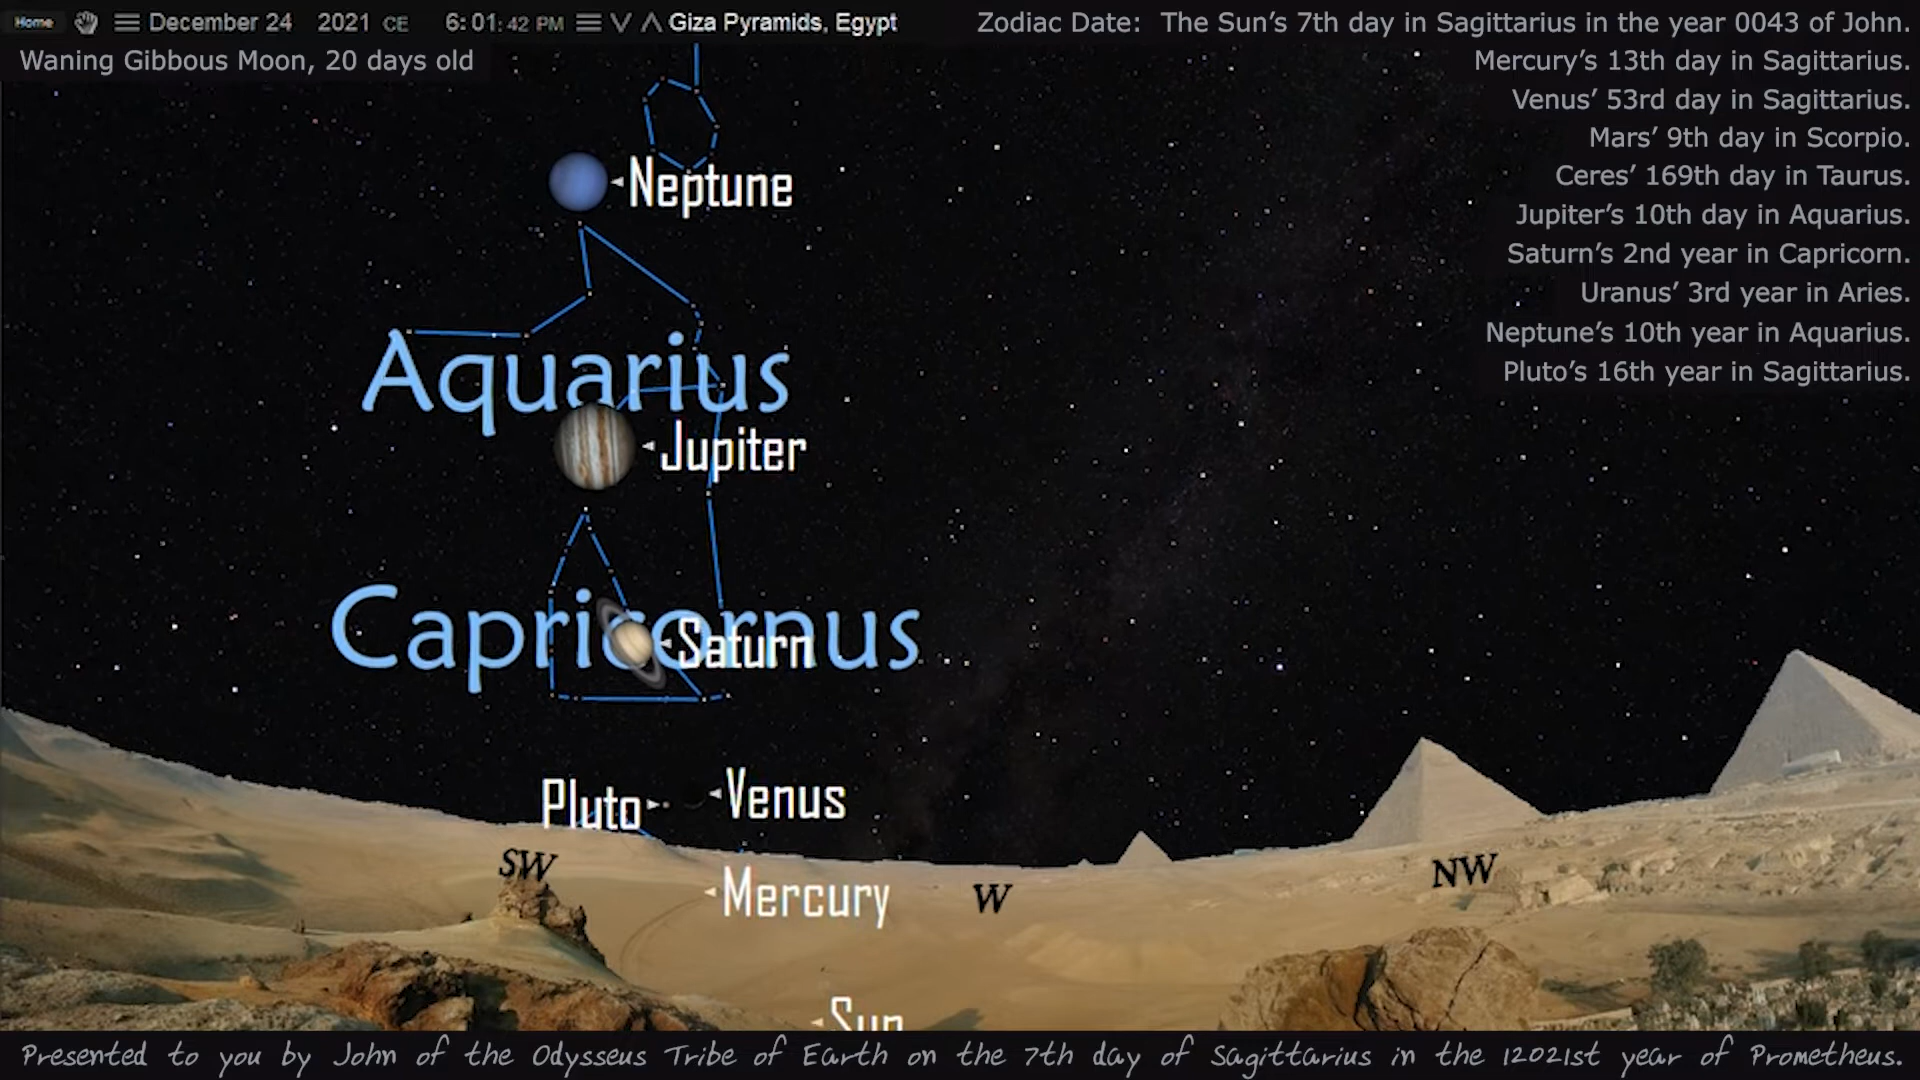 Home December 24 2021 CE 6:01:42 PM Giza Pyramids, Egypt
Zodiac Date: The Sun's 7th day in Sagittarius in the year 0043 of John.
Waning Gibbous Moon, 20 days old
Mercury's 13th day in Sagittarius.
Venus' 53rd day in Sagittarius.
Mars' 9th day in Scorpio.
Ceres' 169th day in Taurus.
Jupiter's 10th day in Aquarius.
Saturn's 2nd year in Capricorn.
Uranus' 3rd year in Aries.
Neptune's 10th year in Aquarius.
Pluto's 16th year in Sagittarius.
Neptune
Aquarius
Jupiter
Capricornus
Saturn
Pluto
Venus
SW
Mercury
W
NW
Sun
Presented to you by John of the Odysseus Tribe of Earth on the 7th day of Sagittarius in the 12021st year of Prometheus.